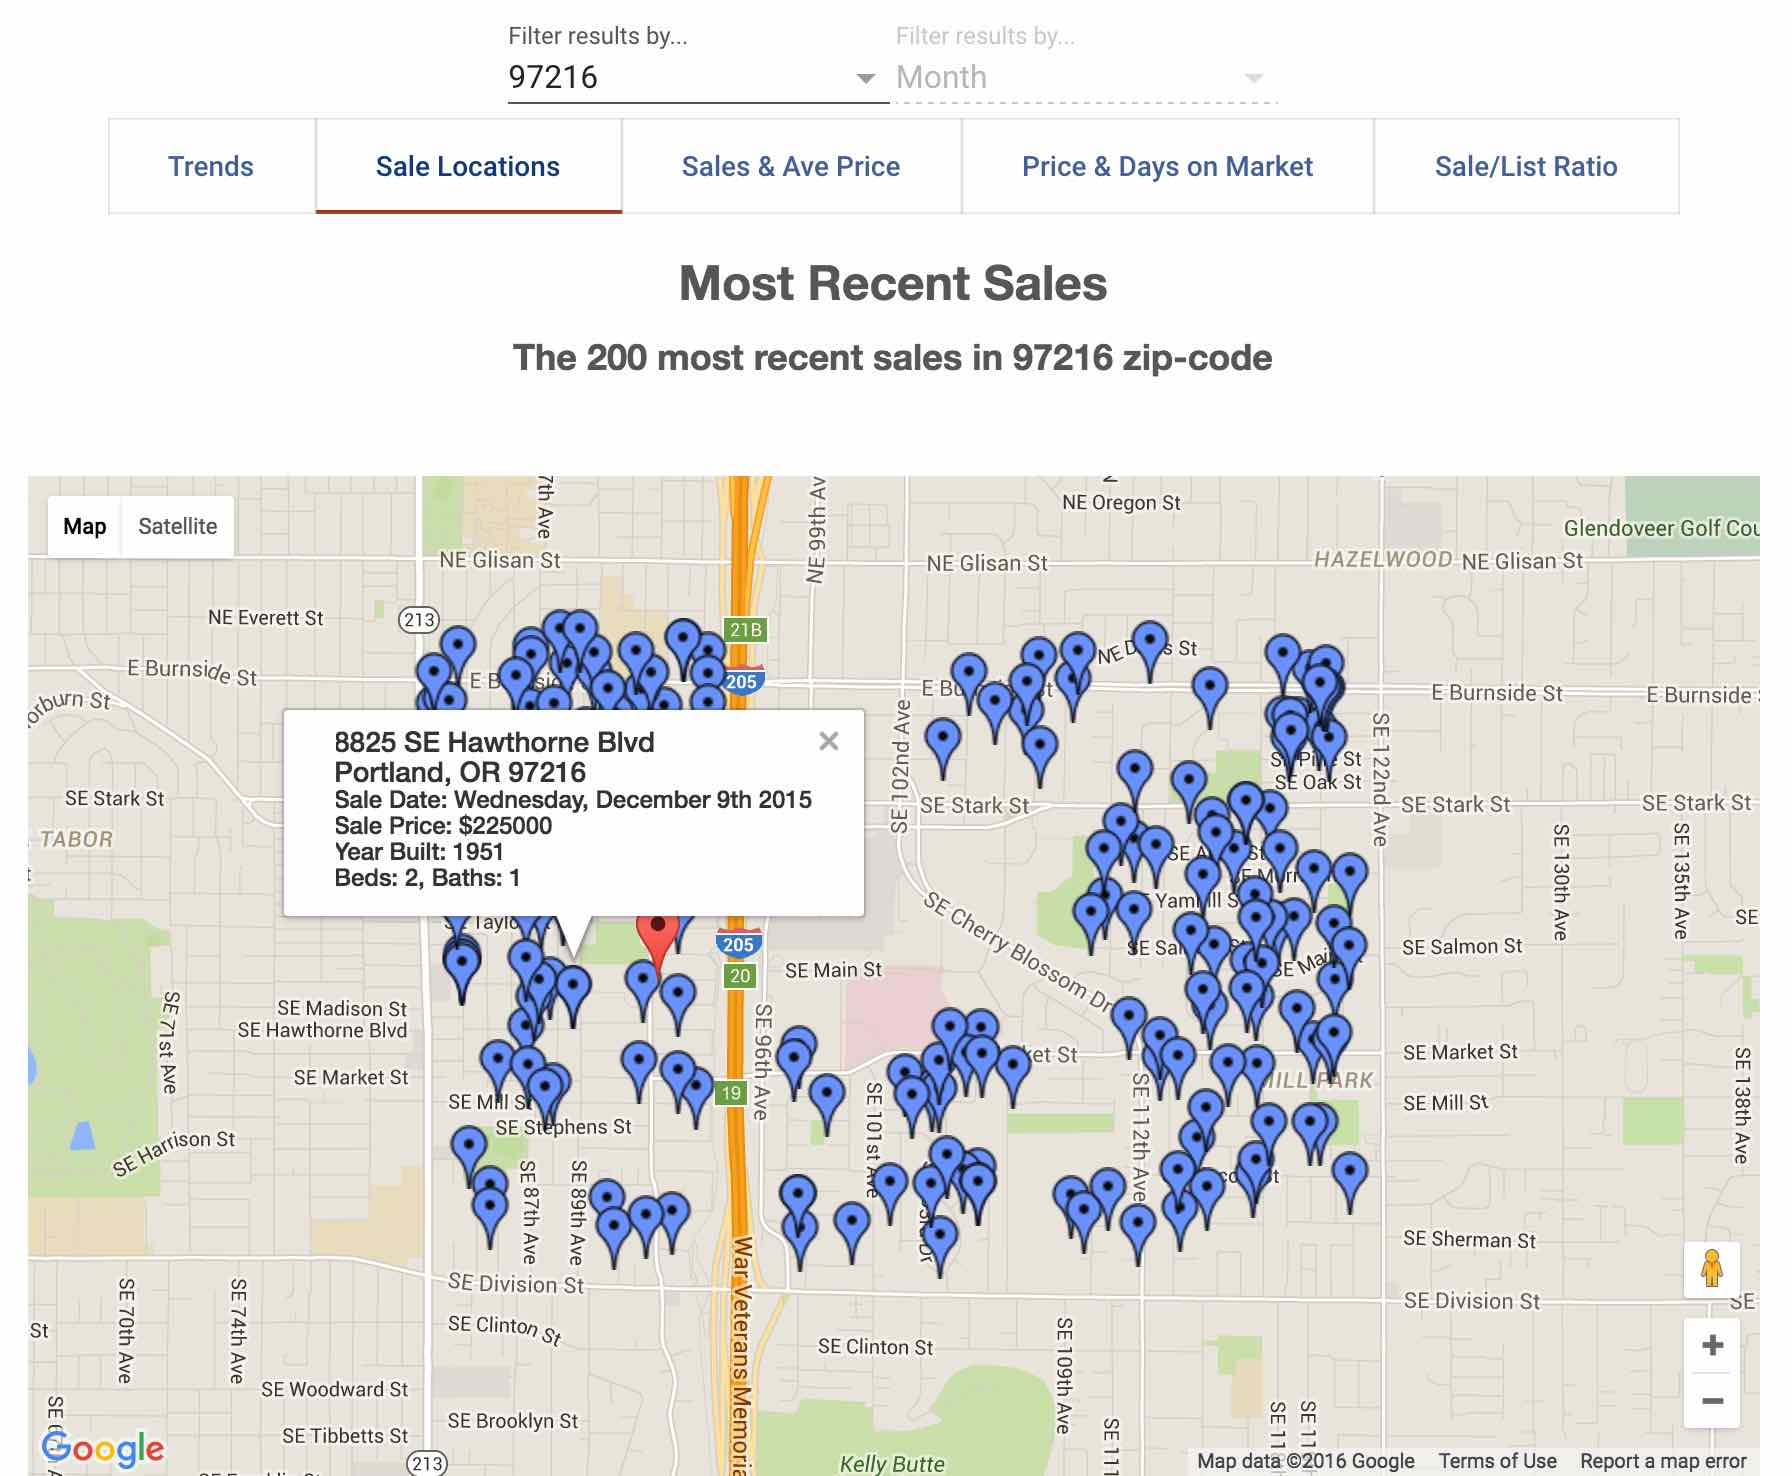 Filter results by...
Filter results by...
97216
Month
Trends
Sale Locations
Sales & Ave Price
Price & Days on Market
Sale/List Ratio
Most Recent Sales
The 200 most recent sales in 97216 zip-code
Map
Satellite
NE Oregon St
Glendoveer Golf Cou
7th Ave
NE 99th Av
NE Glisan St
NE Glisan St
HAZELWOOD
NE Glisan St
NE Everett St
213
21B
E Burnside St
205
E Burnside St
E Burnside
orburn St
8825 SE Hawthorne Blvd
Portland, OR 97216
Sale Date: Wednesday, December 9th 2015
Sale Price: $225000
Year Built: 1951
Beds: 2, Baths: 1
SE 102nd Ave
SE 122nd Ave
SE Oak St
SE Stark St
SE Stark St
SE Stark St
SE Stark St
TABOR
SE 130th Ave
SE 135th Ave
SE Cherry Blossom Dr
SE
205
SE Salmon St
20
SE Main St
SE 71st Ave
SE Madison St
SE Hawthorne Blvd
SE 96th Ave
ket St
SE Market St
SE Market St
SE 138th Ave
MILL PARK
19
SE Mill St
SE Mill St
SE 101st Ave
SE 112th Ave
SE Stephens St
SE Harrison St
SE 87th Ave
SE 89th Ave
SE Sherman St
War Veterans Memoria
SE Division St
SE Division St
SE
SE 70th Ave
SE 74th Ave
St
SE Clinton St
SE Clinton St
SE 109th Ave
SE Woodward St
SE Brooklyn St
SE Tibbetts St
SE 111
213
Kelly Butte
Google
Map data ©2016 Google
Terms of Use
Report a map error